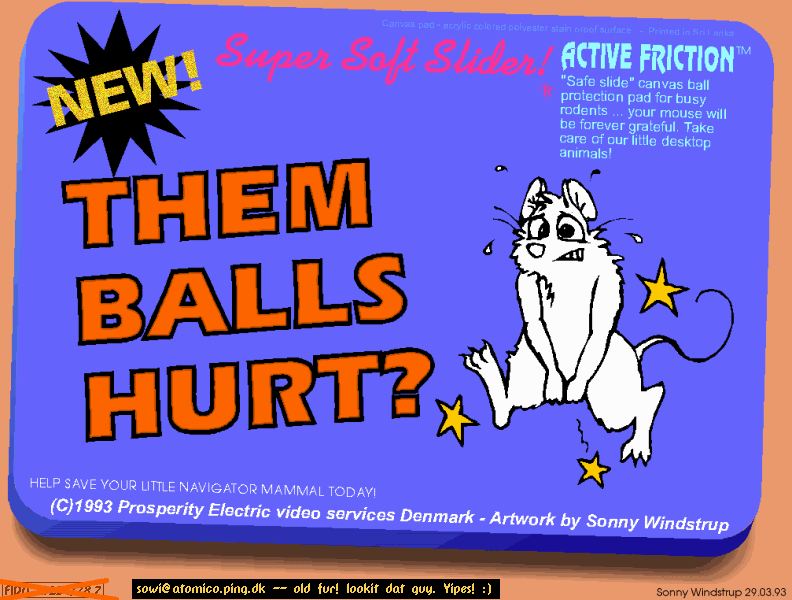 Canvas pad - acrylic colored polyester stain proof surface - Printed in Sri Lanka
NEW!
Super Soft Slider!
ACTIVE FRICTION™
"Safe slide" canvas ball
protection pad for busy
rodents ... your mouse will
be forever grateful. Take
care of our little desktop
animals!
THEM
BALLS
HURT?
HELP SAVE YOUR LITTLE NAVIGATOR MAMMAL TODAY!
(C)1993 Prosperity Electric video services Denmark - Artwork by Sonny Windstrup
sowi@atomico.ping.dk -- old fur! lookit dat guy. Yipes! :)
Sonny Windstrup 29.03.93